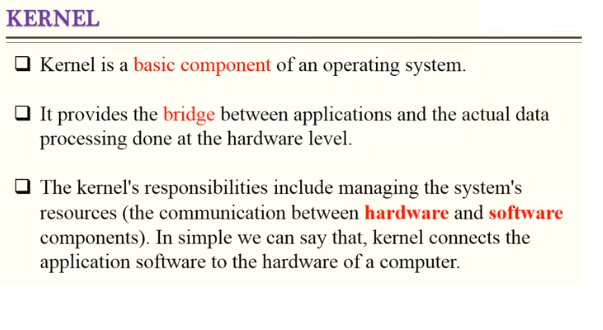 KERNEL
❑ Kernel is a basic component of an operating system.
❑ It provides the bridge between applications and the actual data
processing done at the hardware level.
❑ The kernel's responsibilities include managing the system's
resources (the communication between hardware and software
components). In simple we can say that, kernel connects the
application software to the hardware of a computer.